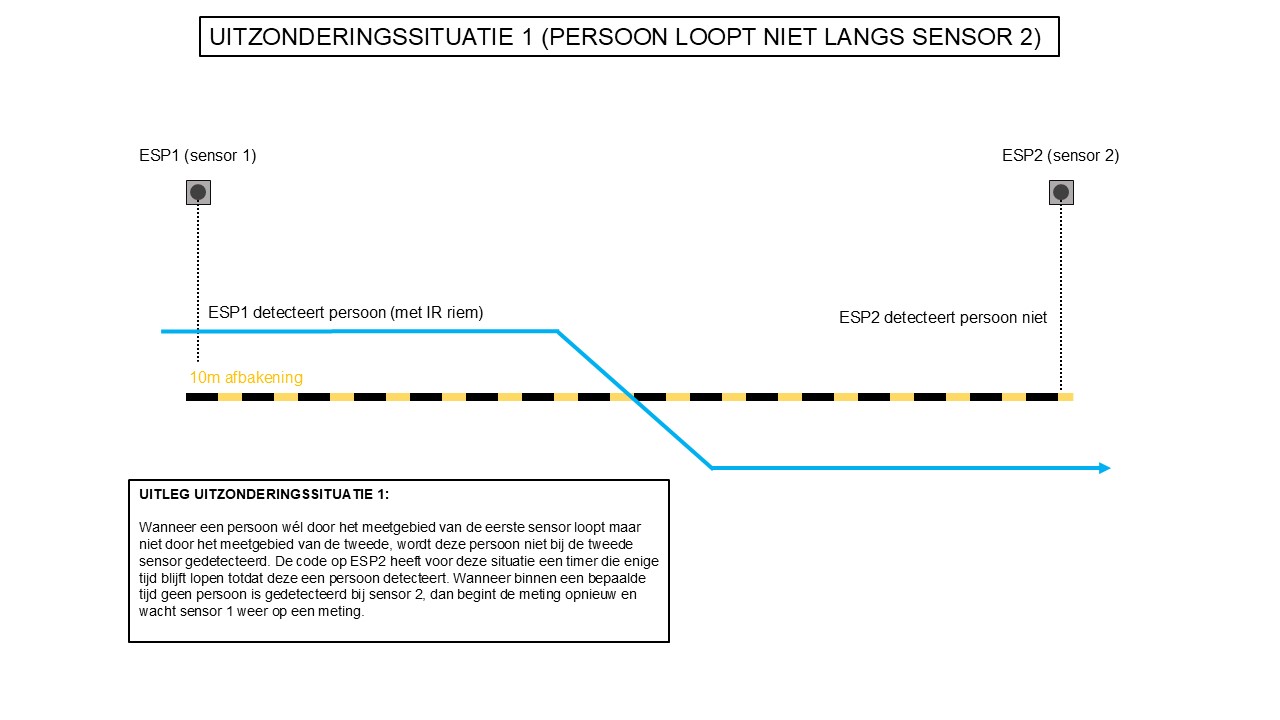 UITZONDERINGSSITUATIE 1 (PERSOON LOOPT NIET LANGS SENSOR 2)
ESP1 (sensor 1)
ESP2 (sensor 2)
ESP1 detecteert persoon (met IR riem)
ESP2 detecteert persoon niet
10m afbakening
UITLEG UITZONDERINGSSITUATIE 1:
Wanneer een persoon wél door het meetgebied van de eerste sensor loopt maar
niet door het meetgebied van de tweede, wordt deze persoon niet bij de tweede
sensor gedetecteerd. De code op ESP2 heeft voor deze situatie een timer die enige
tijd blijft lopen totdat deze een persoon detecteert. Wanneer binnen een bepaalde
tijd geen persoon is gedetecteerd bij sensor 2, dan begint de meting opnieuw en
wacht sensor 1 weer op een meting.